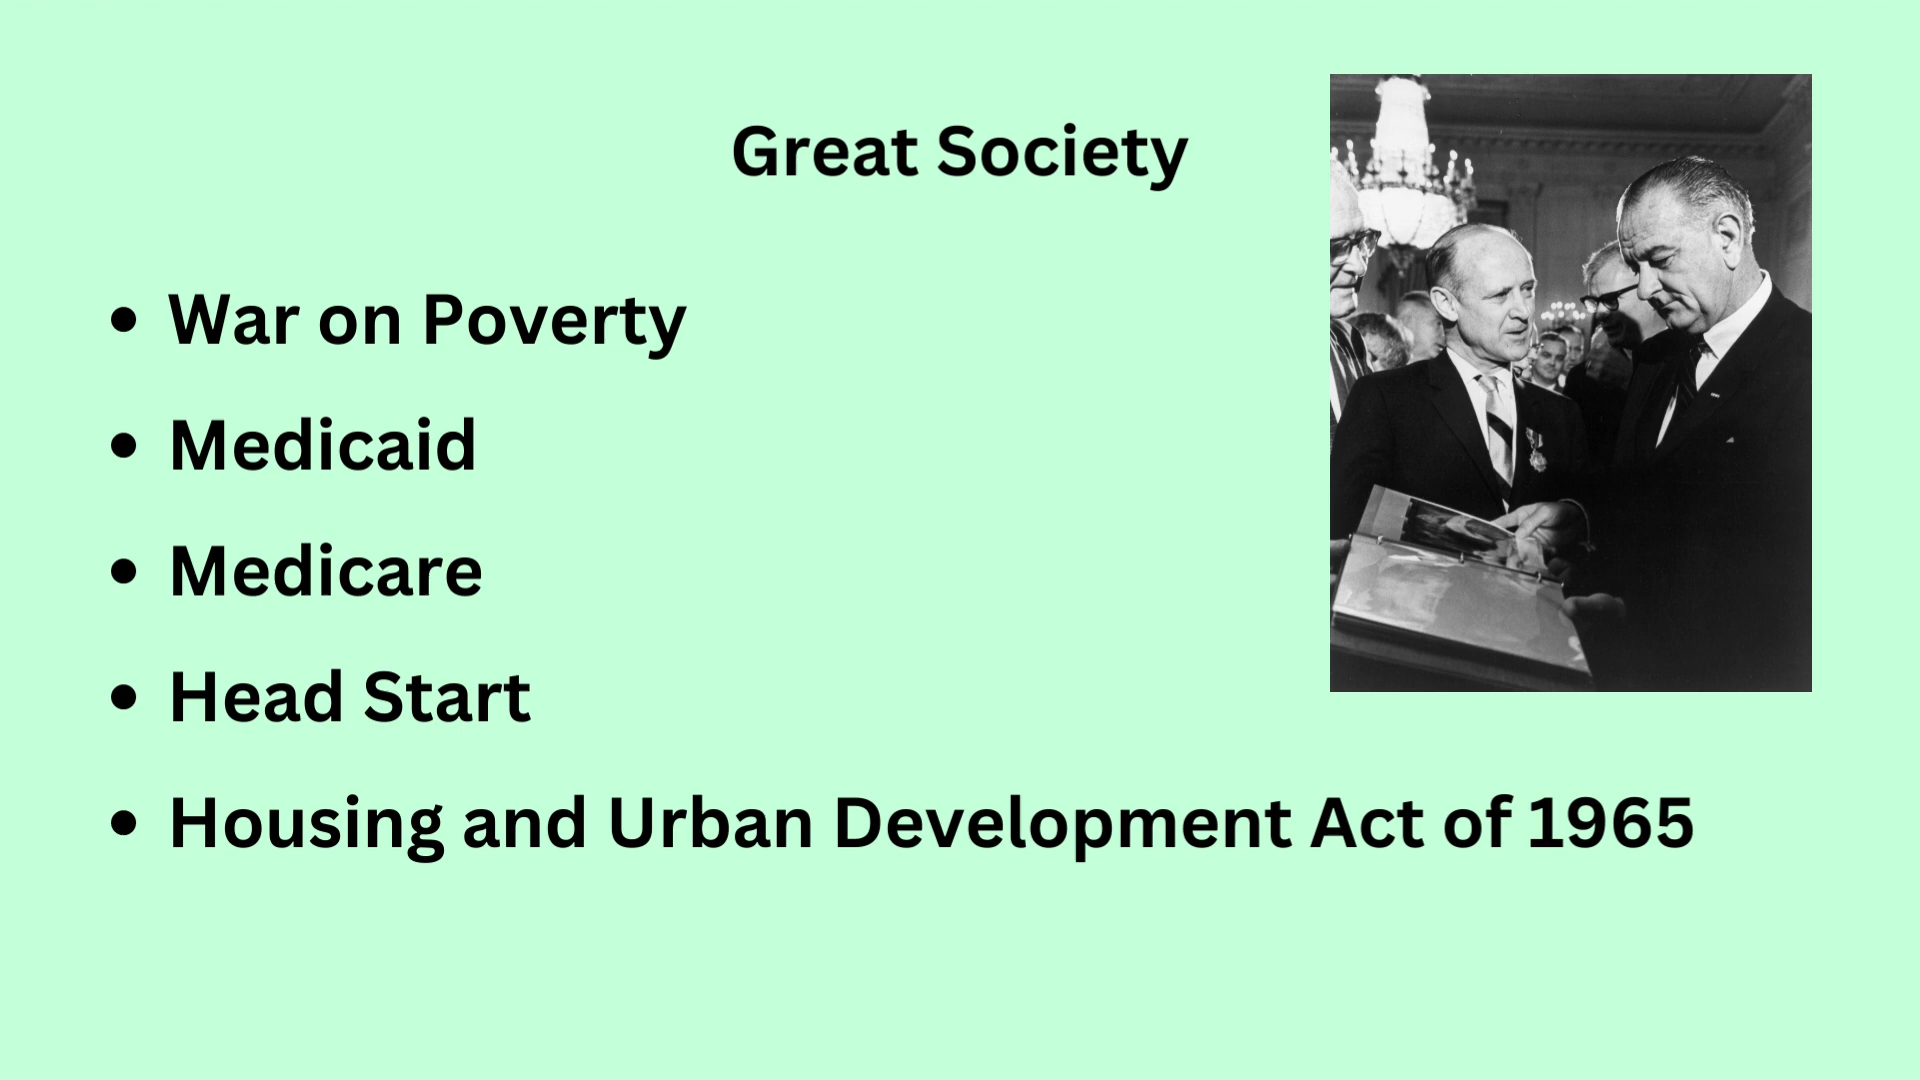 Great Society
• War on Poverty
• Medicaid
• Medicare
• Head Start
• Housing and Urban Development Act of 1965